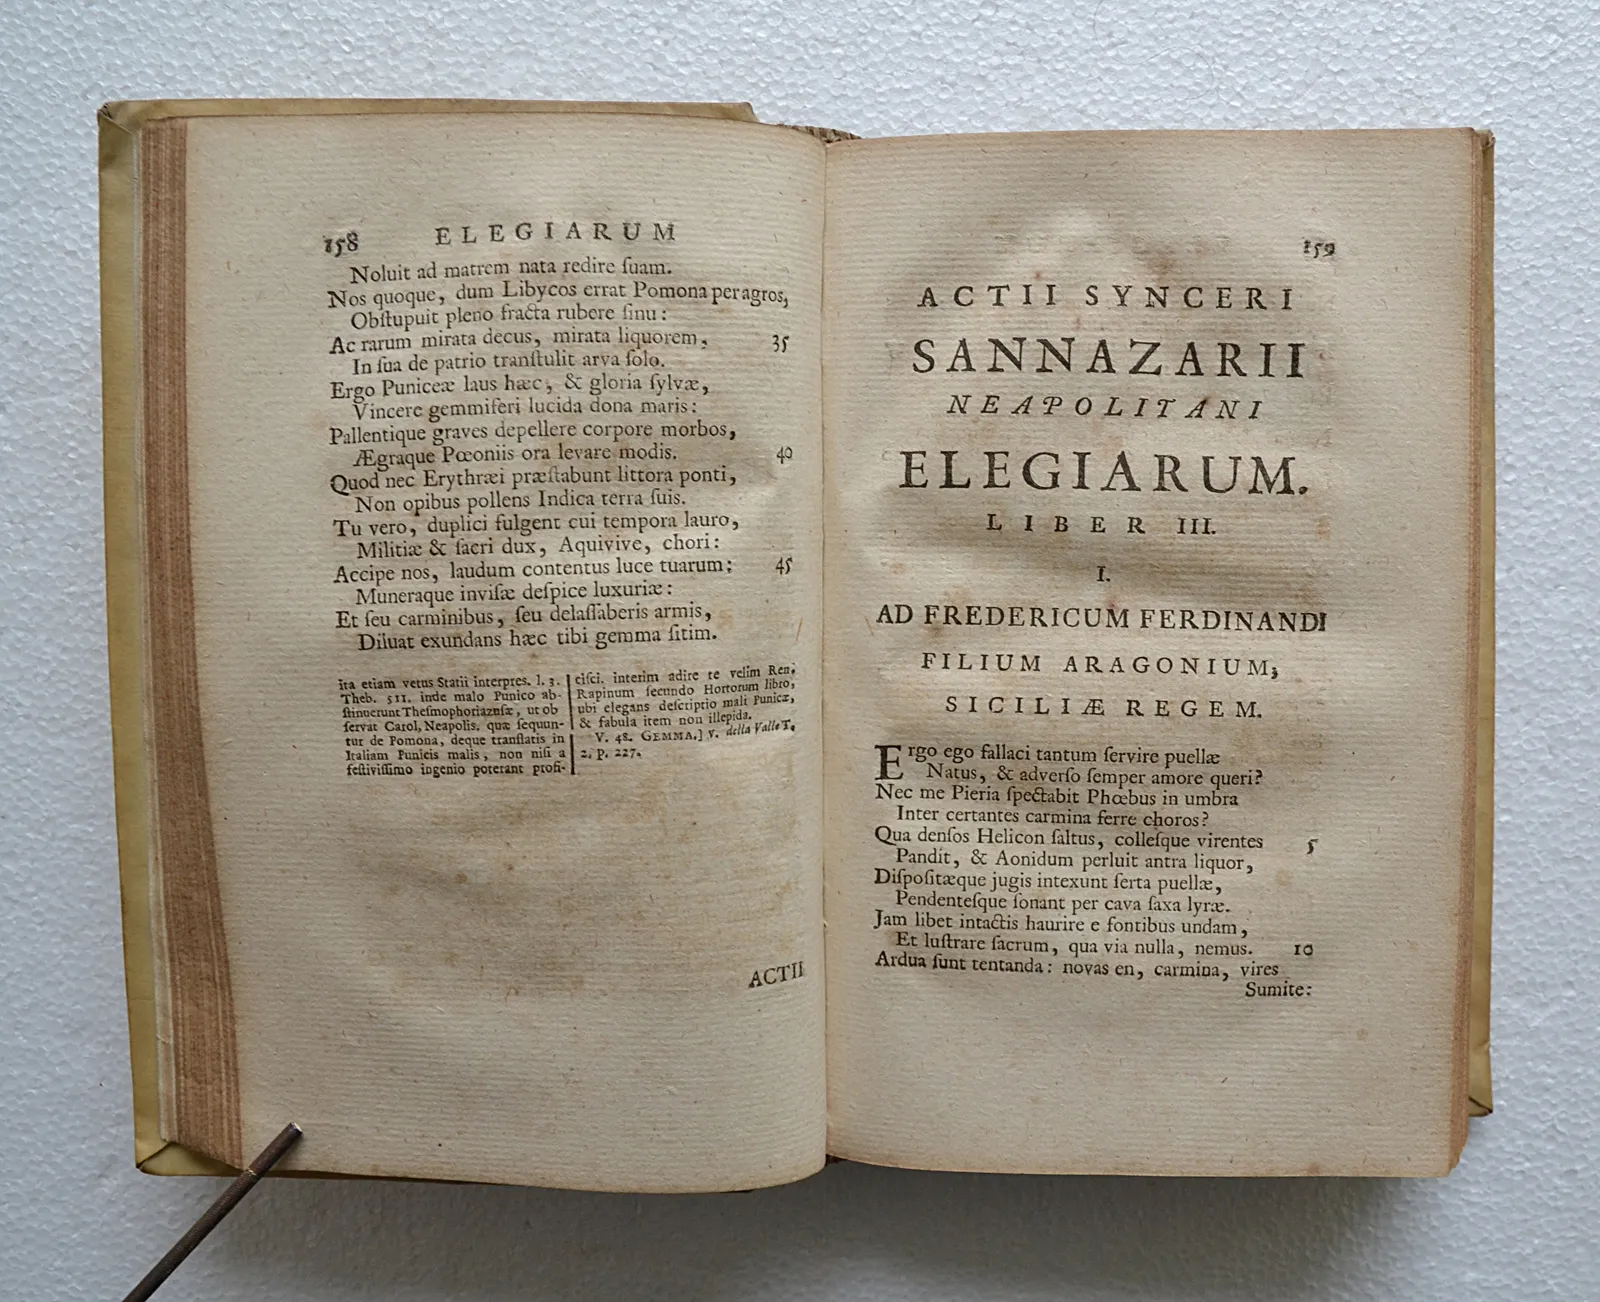 158 ELEGIARUM
Noluit ad matrem nata redire ſuam.
Nos quoque, dum Libycos errat Pomona per agros,
Obſtupuit pleno fracta rubere ſinu:
Ac rarum mirata decus, mirata liquorem, 35
In ſua de patrio tranſtulit arva ſolo.
Ergo Puniceæ laus hæc, & gloria ſylvæ,
Vincere gemmiferi lucida dona maris:
Pallentique graves depellere corpore morbos,
Ægraque Pœoniis ora levare modis. 40
Quod nec Erythræi præſtabunt littora ponti,
Non opibus pollens Indica terra ſuis.
Tu vero, duplici fulgent cui tempora lauro,
Militiæ & ſacri dux, Aquivive, chori:
Accipe nos, laudum contentus luce tuarum; 45
Muneraque inviſæ deſpice luxuriæ:
Et ſeu carminibus, ſeu delaſſaberis armis,
Diluat exundans hæc tibi gemma ſitim.
ita etiam vetus Statii interpres. l. 3.
Theb. 511. inde malo Punico ab-
ſtinuerunt Theſmophoriazuſæ, ut ob
ſervat Carol. Neapolis. quæ ſequun-
tur de Pomona, deque tranſlatis in
Italiam Punicis malis, non niſi a
feſtiviſſimo ingenio poterant profi-
ciſci. interim adire te velim Ren.
Rapinum ſecundo Hortorum libro,
ubi elegans deſcriptio mali Punicæ,
& fabula item non illepida.
V. 48. GEMMA.] v. della Valle T.
2. p. 227.
ACTII
159
ACTII SYNCERI
SANNAZARII
NEAPOLITANI
ELEGIARUM.
LIBER III.
I.
AD FREDERICUM FERDINANDI
FILIUM ARAGONIUM,
SICILIÆ REGEM.
Ergo ego fallaci tantum ſervire puellæ
Natus, & adverſo ſemper amore queri?
Nec me Pieria ſpectabit Phœbus in umbra
Inter certantes carmina ferre choros?
Qua denſos Helicon ſaltus, colleſque virentes 5
Pandit, & Aonidum perluit antra liquor,
Diſpoſitæque jugis intexunt ſerta puellæ,
Pendenteſque ſonant per cava ſaxa lyræ.
Jam libet intactis haurire e fontibus undam,
Et luſtrare ſacrum, qua via nulla, nemus. 10
Ardua ſunt tentanda: novas en, carmina, vires
Sumite: